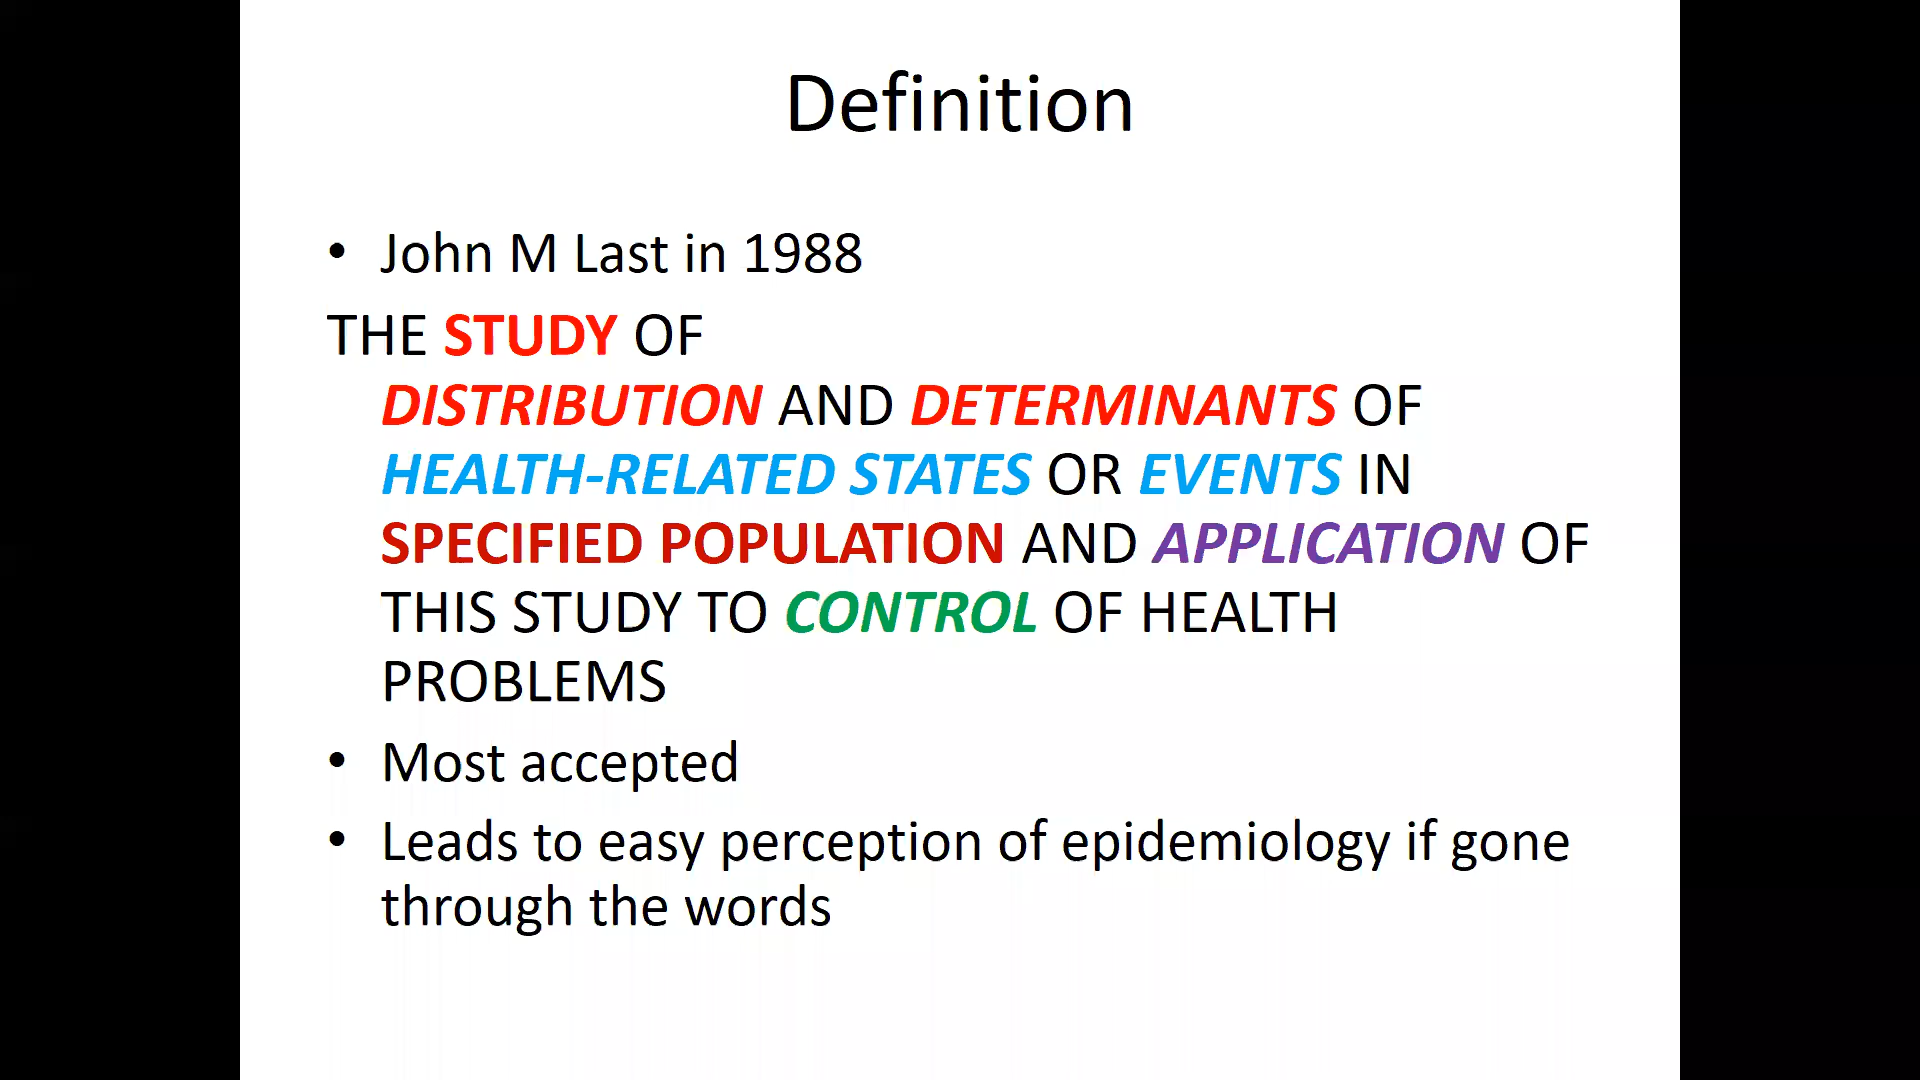 Definition
• John M Last in 1988
THE STUDY OF
DISTRIBUTION AND DETERMINANTS OF
HEALTH-RELATED STATES OR EVENTS IN
SPECIFIED POPULATION AND APPLICATION OF
THIS STUDY TO CONTROL OF HEALTH
PROBLEMS
• Most accepted
• Leads to easy perception of epidemiology if gone
through the words